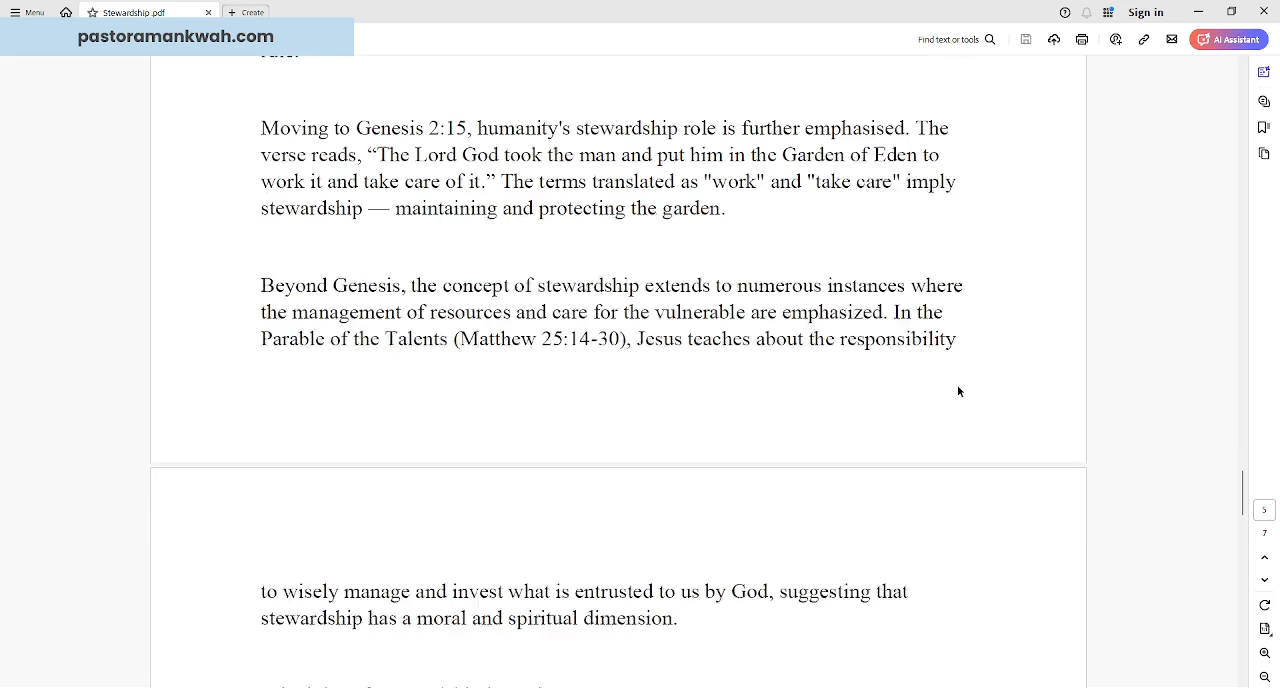 Menu
Stewardship.pdf
Create
Sign in
pastoramankwah.com
Find text or tools
AI Assistant
Moving to Genesis 2:15, humanity's stewardship role is further emphasised. The
verse reads, “The Lord God took the man and put him in the Garden of Eden to
work it and take care of it.” The terms translated as "work" and "take care" imply
stewardship — maintaining and protecting the garden.
Beyond Genesis, the concept of stewardship extends to numerous instances where
the management of resources and care for the vulnerable are emphasized. In the
Parable of the Talents (Matthew 25:14-30), Jesus teaches about the responsibility
5
7
to wisely manage and invest what is entrusted to us by God, suggesting that
stewardship has a moral and spiritual dimension.